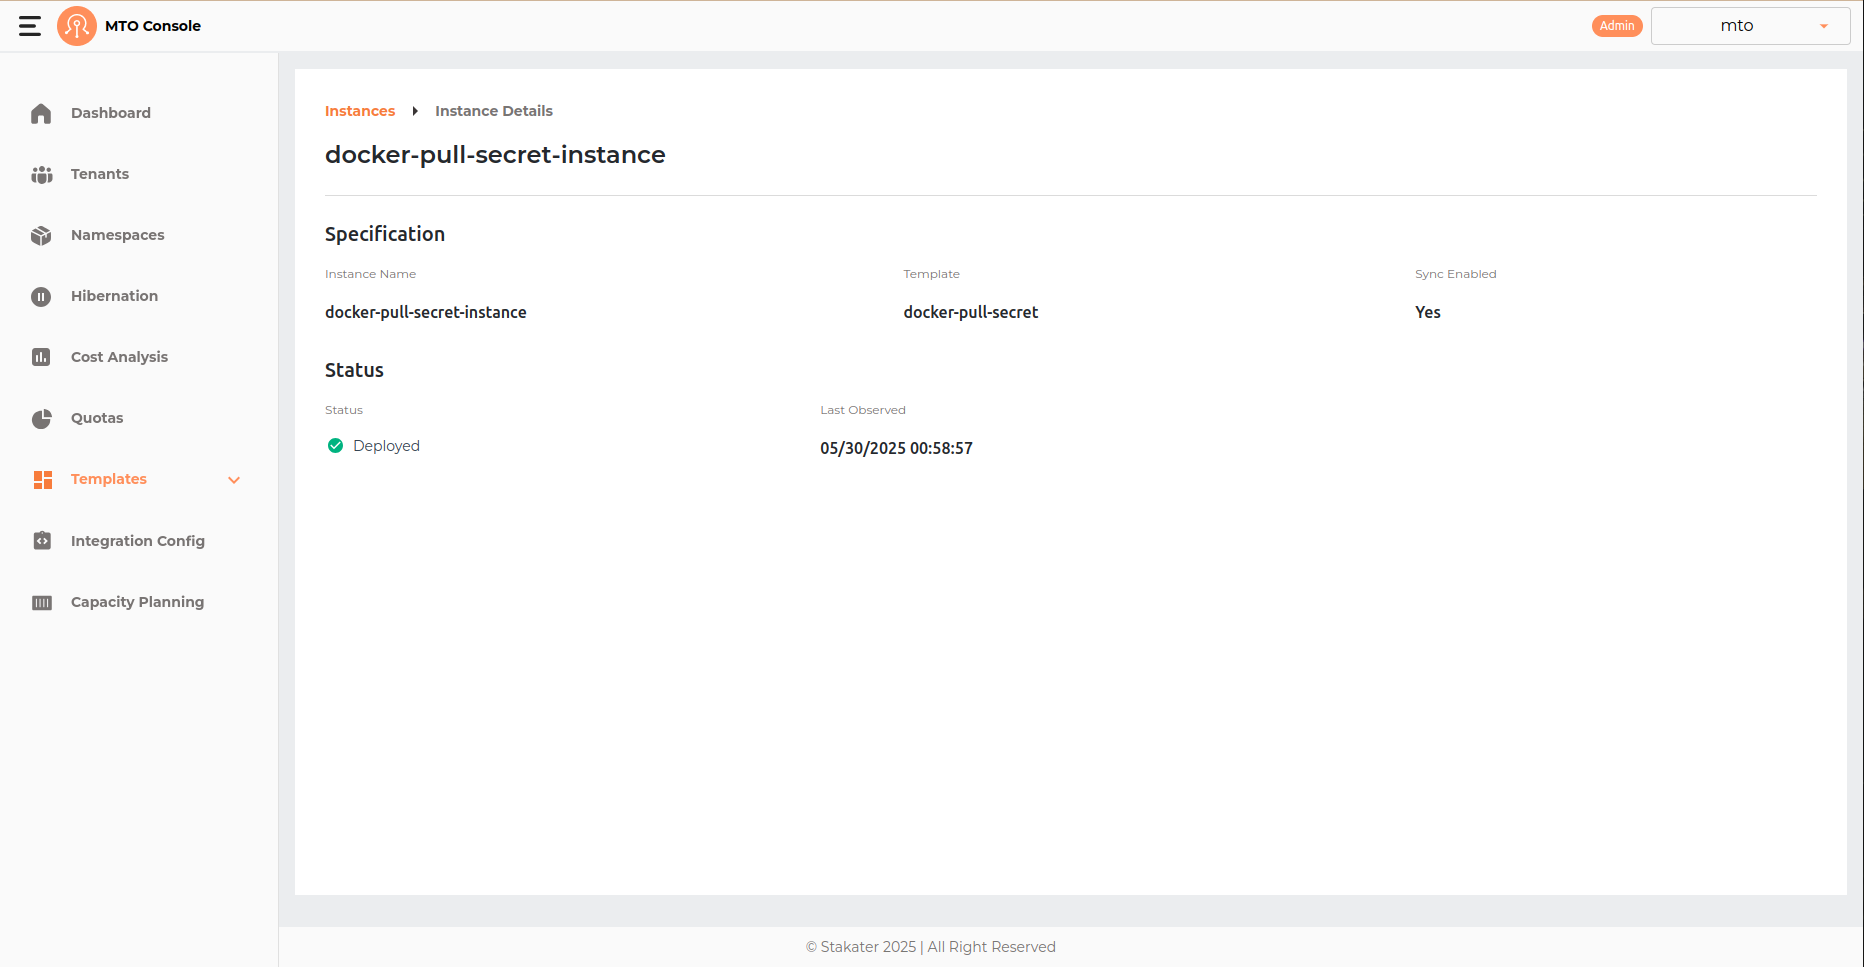 MTO Console
Admin
mto
Dashboard
Tenants
Namespaces
Hibernation
Cost Analysis
Quotas
Templates
Integration Config
Capacity Planning
Instances Instance Details
docker-pull-secret-instance
Specification
Instance Name Template Sync Enabled
docker-pull-secret-instance docker-pull-secret Yes
Status
Status Last Observed
Deployed 05/30/2025 00:58:57
© Stakater 2025 | All Right Reserved